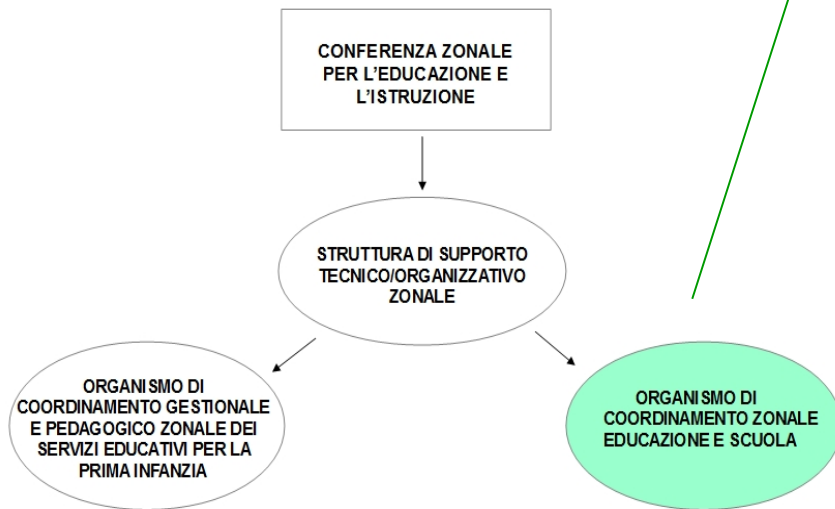 CONFERENZA ZONALE
PER L'EDUCAZIONE E
L'ISTRUZIONE
STRUTTURA DI SUPPORTO
TECNICO/ORGANIZZATIVO
ZONALE
ORGANISMO DI
COORDINAMENTO GESTIONALE
E PEDAGOGICO ZONALE DEI
SERVIZI EDUCATIVI PER LA
PRIMA INFANZIA
ORGANISMO DI
COORDINAMENTO ZONALE
EDUCAZIONE E SCUOLA